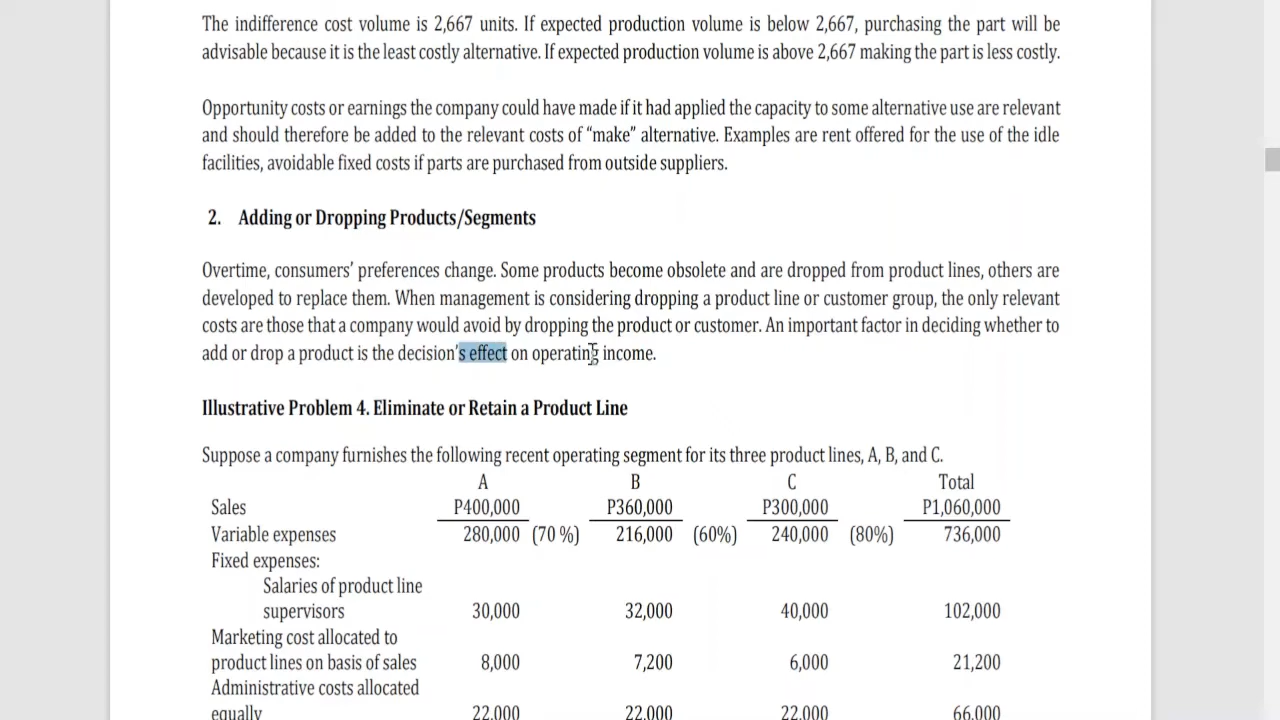 The indifference cost volume is 2,667 units. If expected production volume is below 2,667, purchasing the part will be
advisable because it is the least costly alternative. If expected production volume is above 2,667 making the part is less costly.
Opportunity costs or earnings the company could have made if it had applied the capacity to some alternative use are relevant
and should therefore be added to the relevant costs of “make” alternative. Examples are rent offered for the use of the idle
facilities, avoidable fixed costs if parts are purchased from outside suppliers.
2. Adding or Dropping Products/Segments
Overtime, consumers’ preferences change. Some products become obsolete and are dropped from product lines, others are
developed to replace them. When management is considering dropping a product line or customer group, the only relevant
costs are those that a company would avoid by dropping the product or customer. An important factor in deciding whether to
add or drop a product is the decision’s effect on operating income.
Illustrative Problem 4. Eliminate or Retain a Product Line
Suppose a company furnishes the following recent operating segment for its three product lines, A, B, and C.
A B C Total
Sales P400,000 P360,000 P300,000 P1,060,000
Variable expenses 280,000 (70 %) 216,000 (60%) 240,000 (80%) 736,000
Fixed expenses:
Salaries of product line
supervisors 30,000 32,000 40,000 102,000
Marketing cost allocated to
product lines on basis of sales 8,000 7,200 6,000 21,200
Administrative costs allocated
equally 22,000 22,000 22,000 66,000